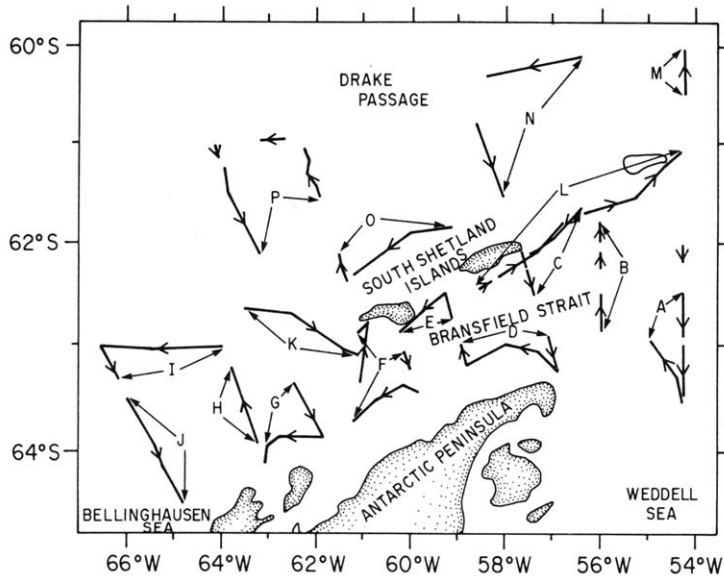 60°S
DRAKE
PASSAGE
M
N
L
P
O
62°S
SOUTH SHETLAND
ISLANDS
C
B
BRANSFIELD STRAIT
A
E
D
K
F
I
H
G
J
64°S
ANTARCTIC PENINSULA
BELLINGHAUSEN
SEA
WEDDELL
SEA
66°W 64°W 62°W 60°W 58°W 56°W 54°W